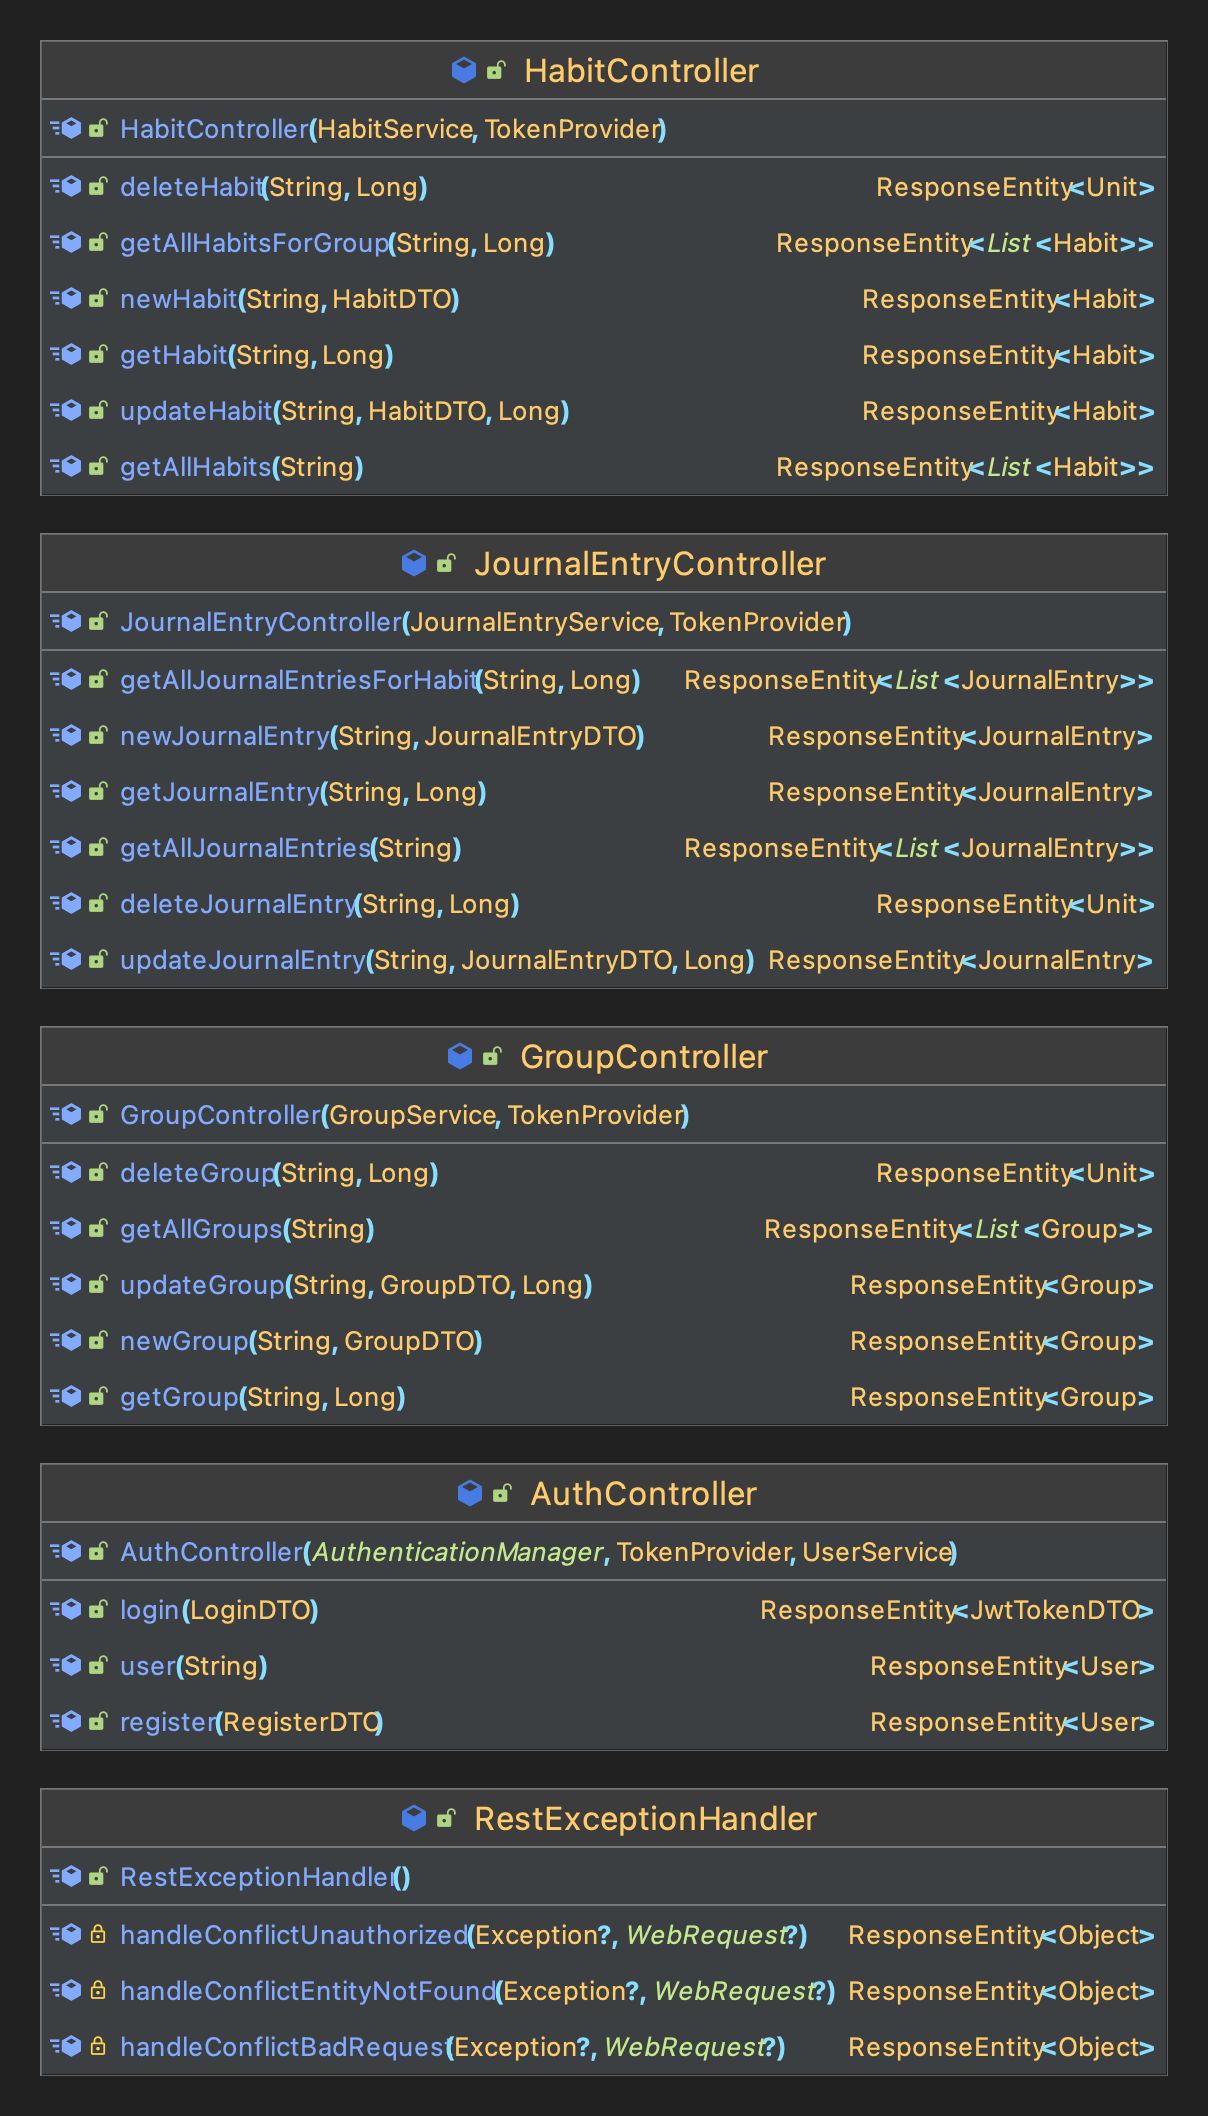 HabitController
HabitController(HabitService, TokenProvider)
deleteHabit(String, Long) ResponseEntity<Unit>
getAllHabitsForGroup(String, Long) ResponseEntity<List<Habit>>
newHabit(String, HabitDTO) ResponseEntity<Habit>
getHabit(String, Long) ResponseEntity<Habit>
updateHabit(String, HabitDTO, Long) ResponseEntity<Habit>
getAllHabits(String) ResponseEntity<List<Habit>>
JournalEntryController
JournalEntryController(JournalEntryService, TokenProvider)
getAllJournalEntriesForHabit(String, Long) ResponseEntity<List<JournalEntry>>
newJournalEntry(String, JournalEntryDTO) ResponseEntity<JournalEntry>
getJournalEntry(String, Long) ResponseEntity<JournalEntry>
getAllJournalEntries(String) ResponseEntity<List<JournalEntry>>
deleteJournalEntry(String, Long) ResponseEntity<Unit>
updateJournalEntry(String, JournalEntryDTO, Long) ResponseEntity<JournalEntry>
GroupController
GroupController(GroupService, TokenProvider)
deleteGroup(String, Long) ResponseEntity<Unit>
getAllGroups(String) ResponseEntity<List<Group>>
updateGroup(String, GroupDTO, Long) ResponseEntity<Group>
newGroup(String, GroupDTO) ResponseEntity<Group>
getGroup(String, Long) ResponseEntity<Group>
AuthController
AuthController(AuthenticationManager, TokenProvider, UserService)
login(LoginDTO) ResponseEntity<JwtTokenDTO>
user(String) ResponseEntity<User>
register(RegisterDTO) ResponseEntity<User>
RestExceptionHandler
RestExceptionHandler()
handleConflictUnauthorized(Exception?, WebRequest?) ResponseEntity<Object>
handleConflictEntityNotFound(Exception?, WebRequest?) ResponseEntity<Object>
handleConflictBadRequest(Exception?, WebRequest?) ResponseEntity<Object>